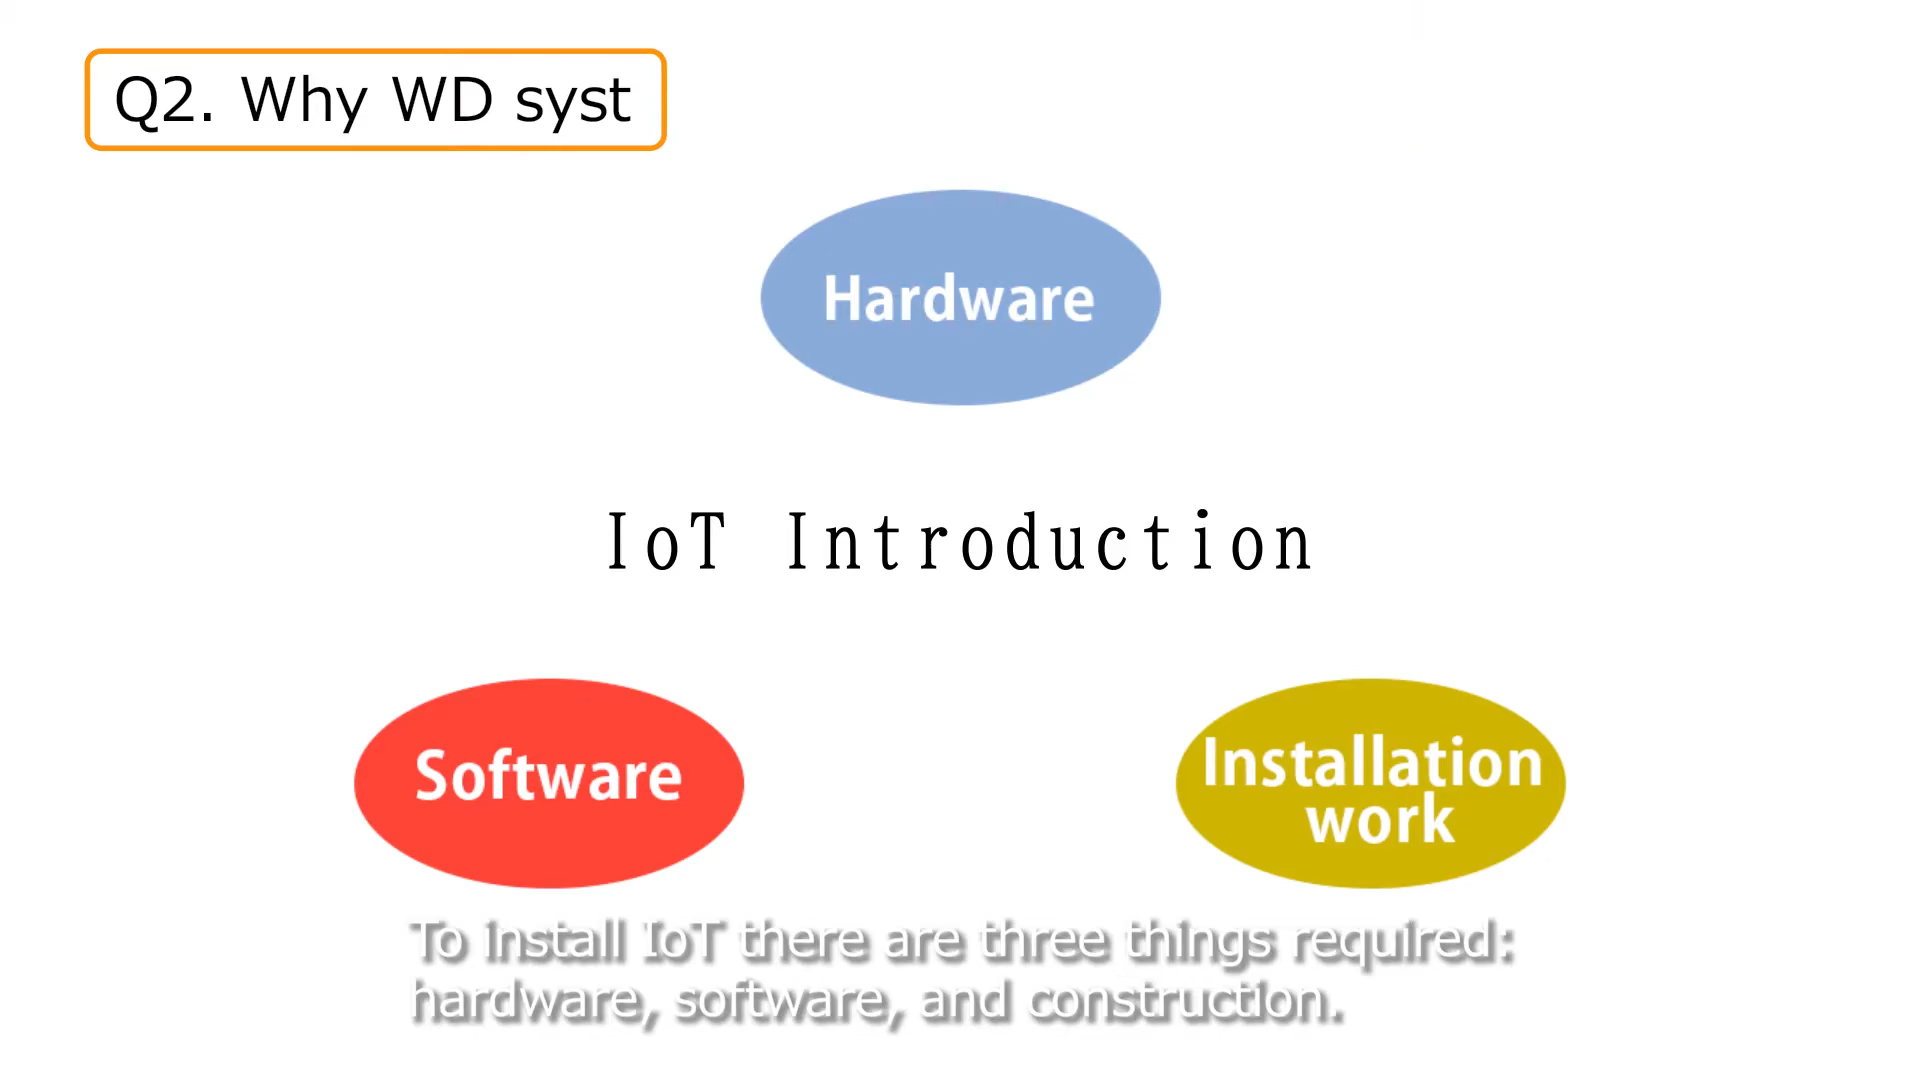 Q2. Why WD syst
Hardware
IoT Introduction
Software
Installation
work
To install IoT there are three things required:
hardware, software, and construction.